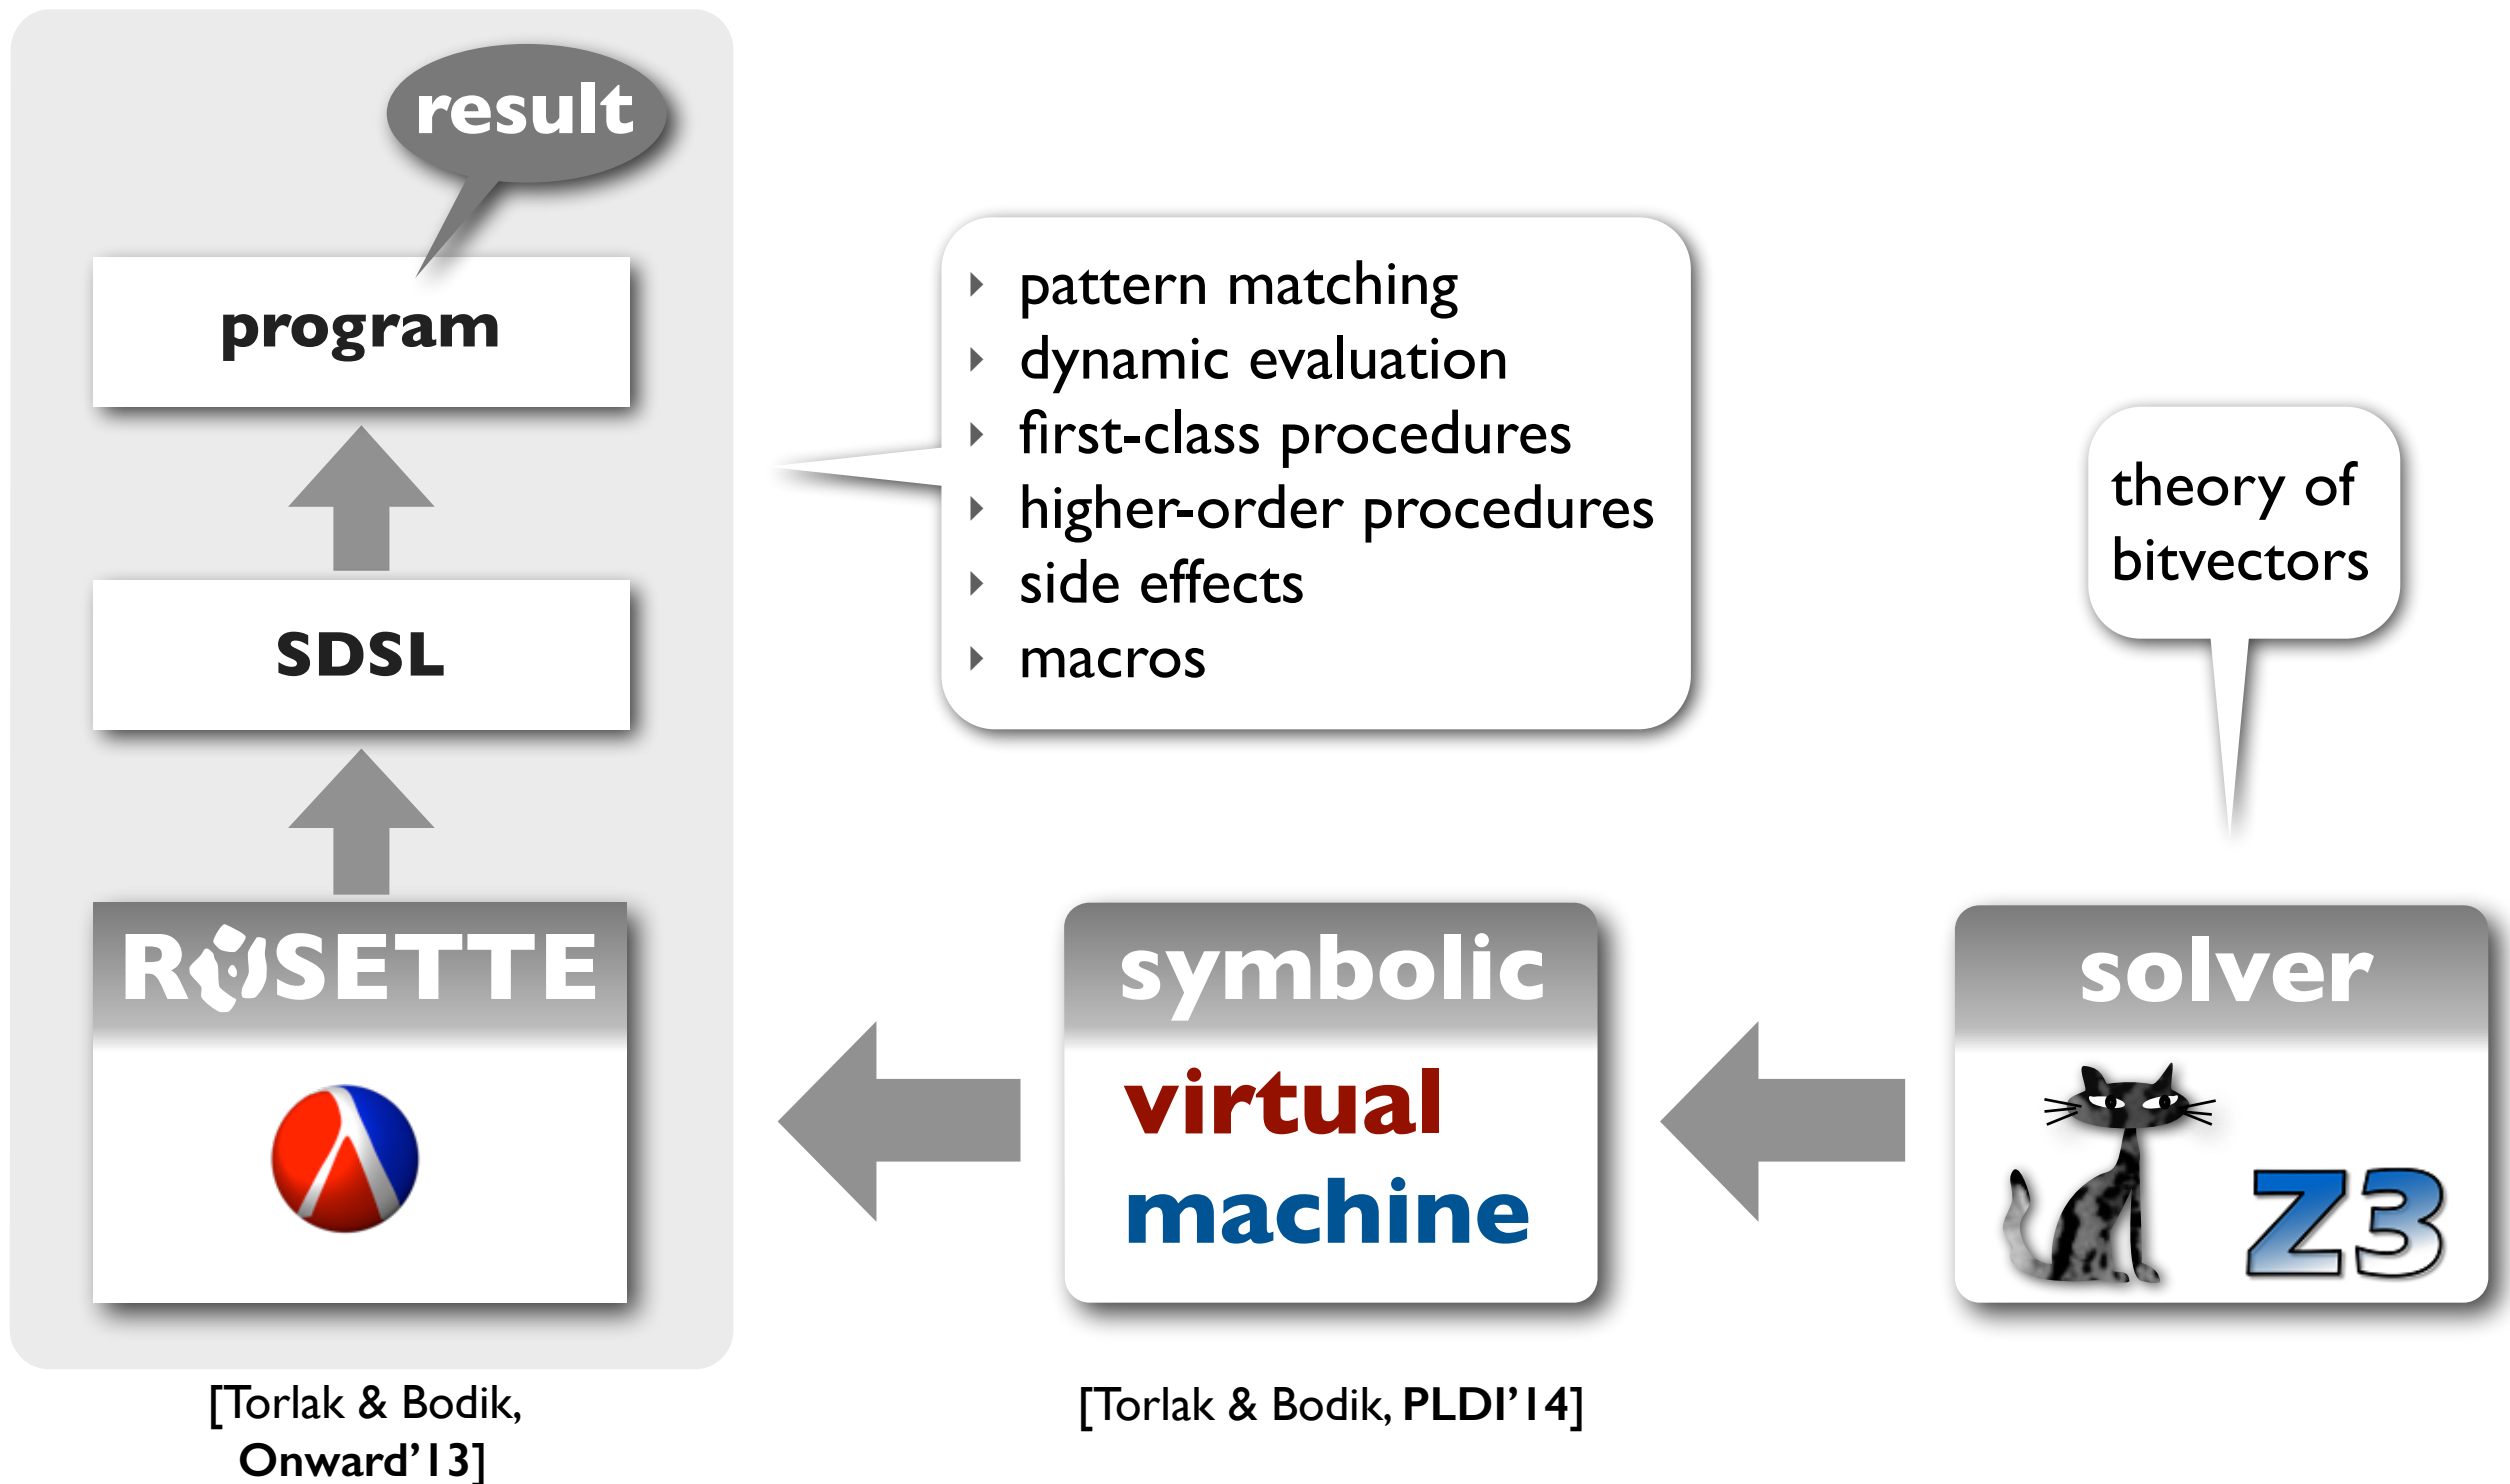 result
program
SDSL
ROSETTE
[Torlak & Bodik,
Onward'13]
pattern matching
dynamic evaluation
first-class procedures
higher-order procedures
side effects
macros
symbolic
virtual
machine
[Torlak & Bodik, PLDI'14]
theory of
bitvectors
solver
Z3